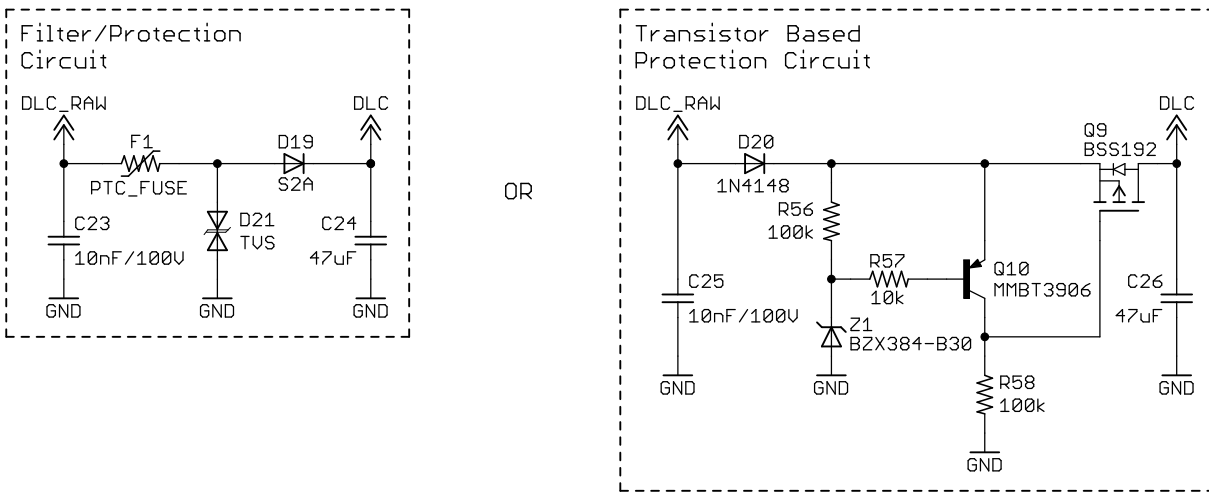 Filter/Protection
Circuit
DLC_RAW
DLC
F1
PTC_FUSE
D19
S2A
C23
10nF/100V
D21
TVS
C24
47uF
GND
GND
GND
OR
Transistor Based
Protection Circuit
DLC_RAW
DLC
D20
1N4148
Q9
BSS192
R56
100k
R57
10k
Q10
MMBT3906
C25
10nF/100V
Z1
BZX384-B30
C26
47uF
GND
GND
R58
100k
GND
GND